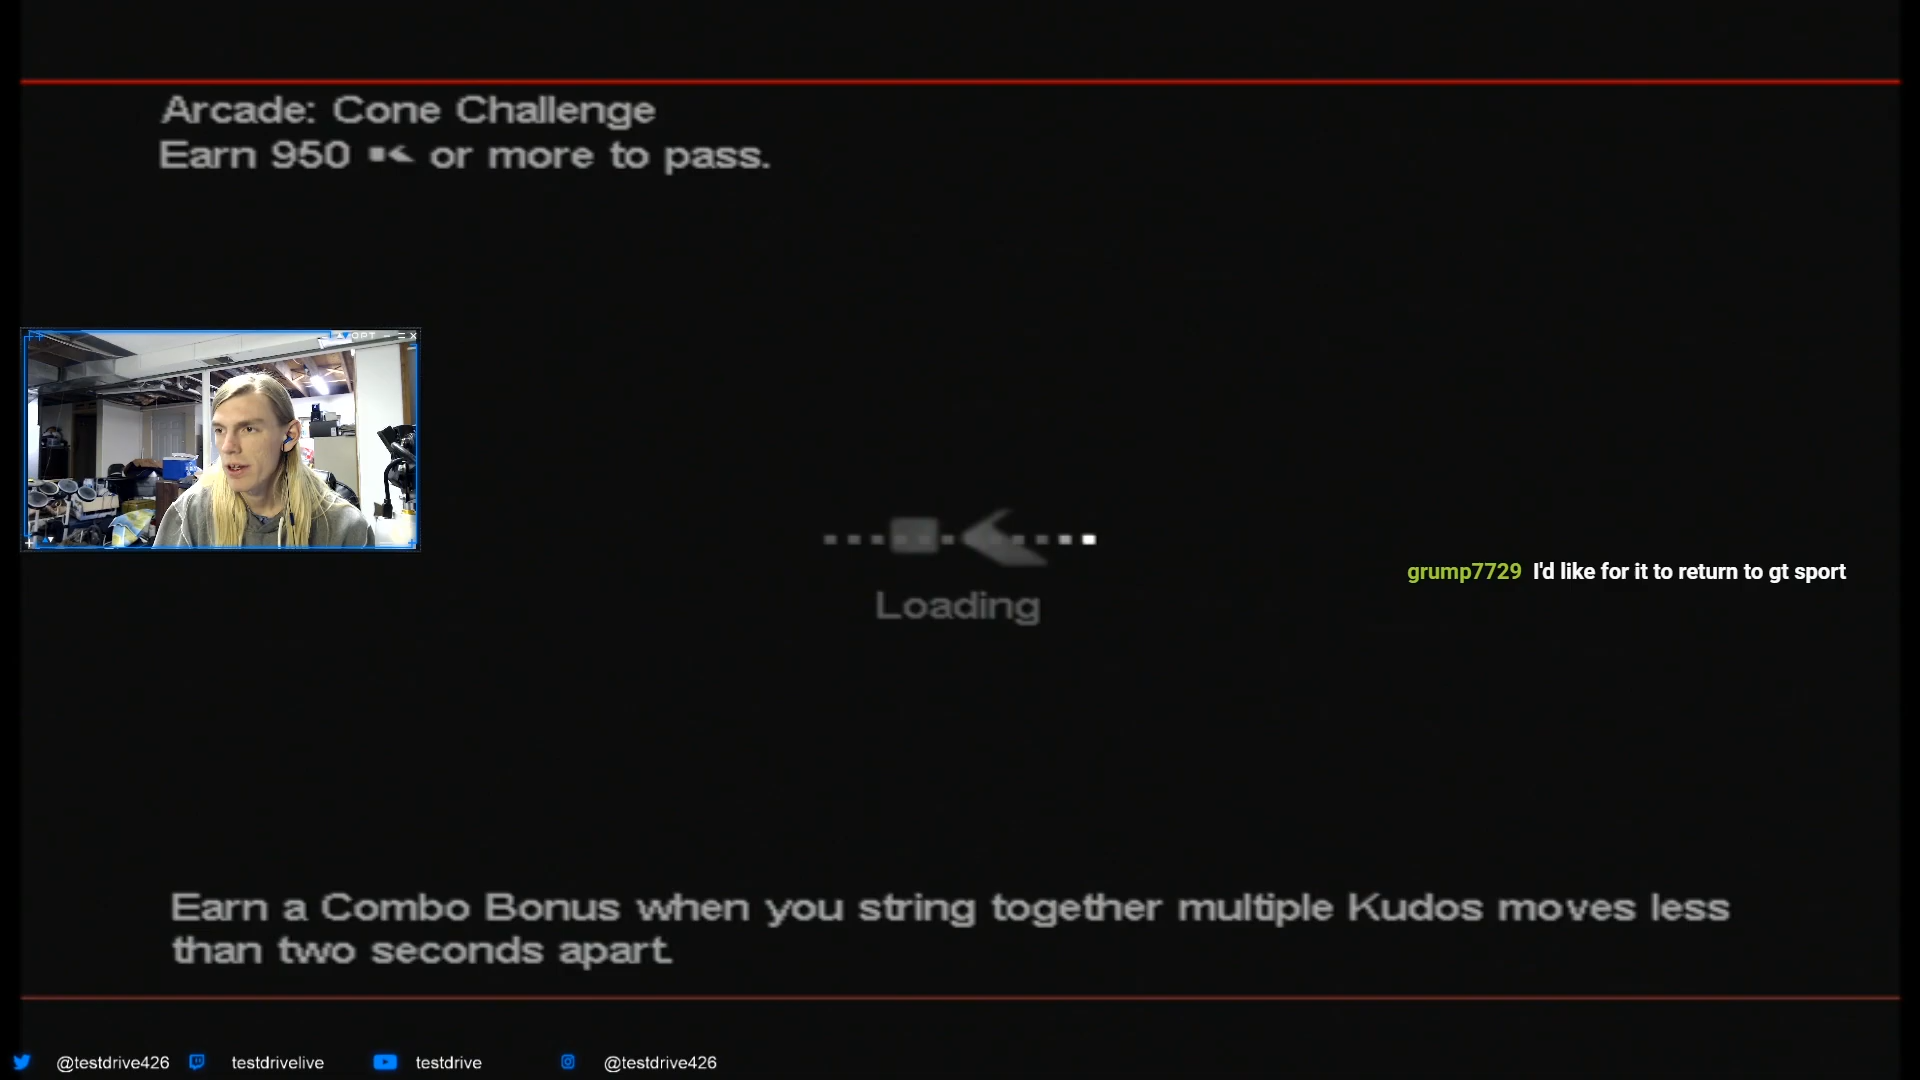 Arcade: Cone Challenge
Earn 950 or more to pass.
OPT
grump7729 I'd like for it to return to gt sport
Loading
Earn a Combo Bonus when you string together multiple Kudos moves less
than two seconds apart.
@testdrive426 testdrivelive testdrive @testdrive426